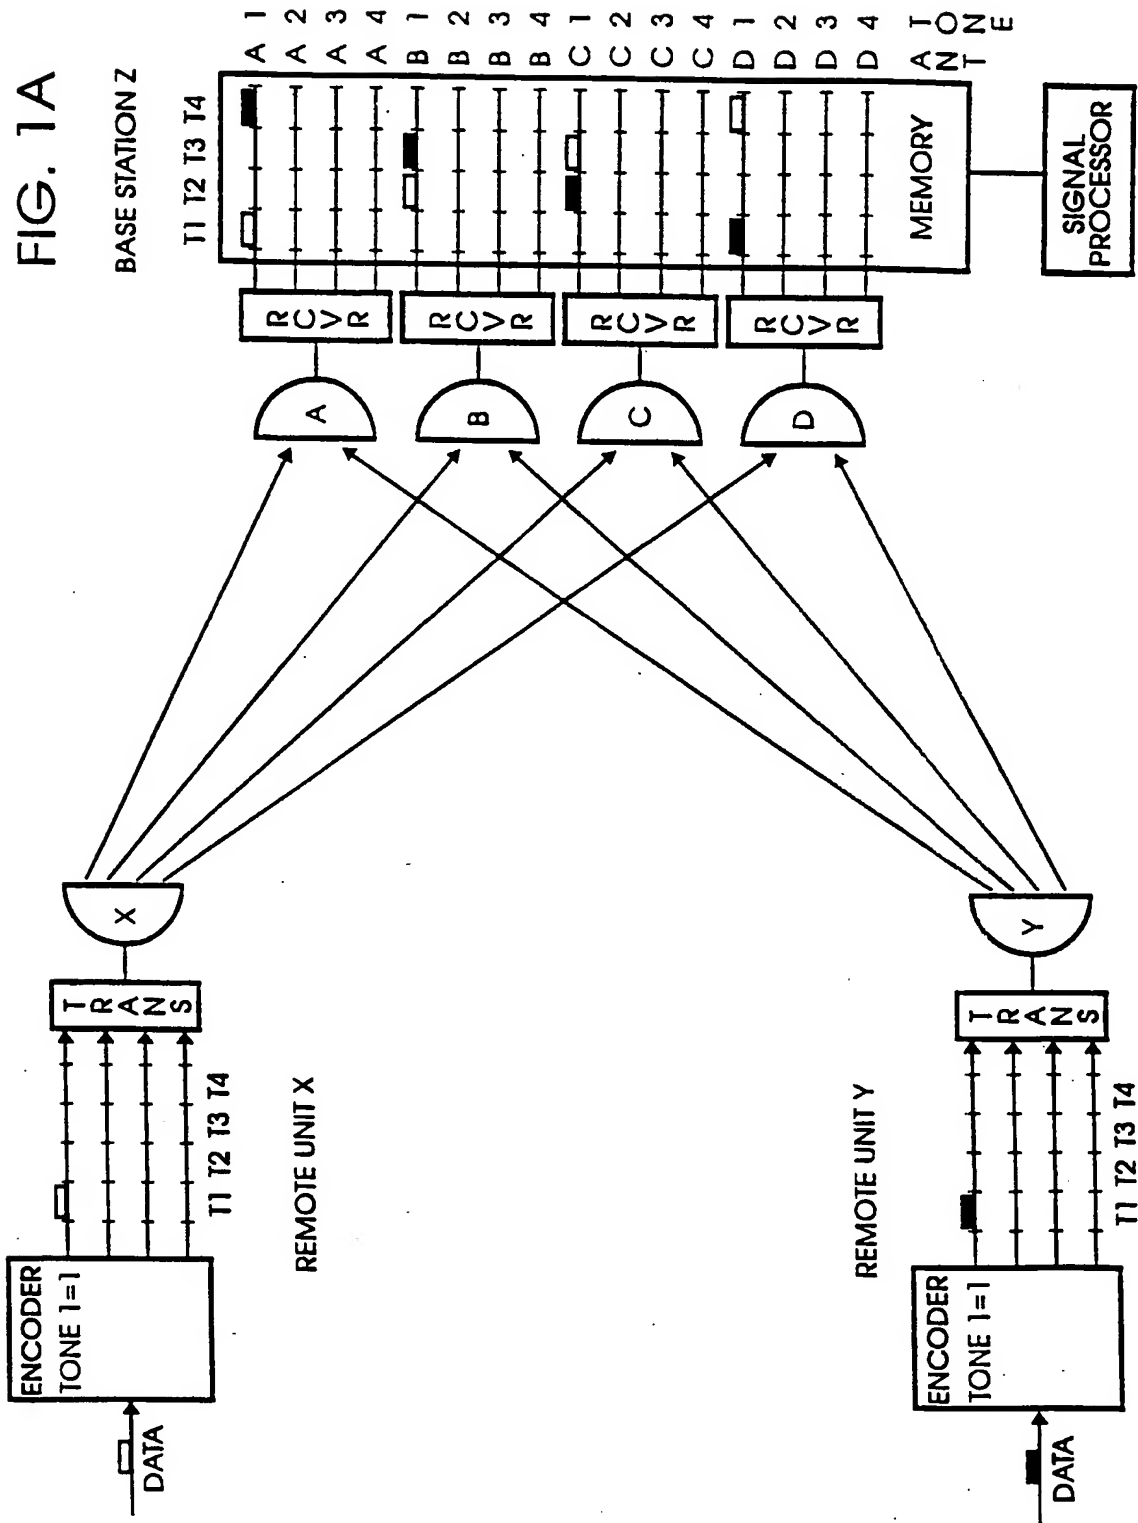 FIG. 1A
BASE STATION Z
T1 T2 T3 T4
A 1
A 2
A 3
A 4
B 1
B 2
B 3
B 4
C 1
C 2
C 3
C 4
D 1
D 2
D 3
D 4
ANT TONE
MEMORY
SIGNAL
PROCESSOR
RCVR
RCVR
RCVR
RCVR
A
B
C
D
X
TRANS
T1 T2 T3 T4
REMOTE UNIT X
ENCODER
TONE 1=1
DATA
Y
TRANS
T1 T2 T3 T4
REMOTE UNIT Y
ENCODER
TONE 1=1
DATA